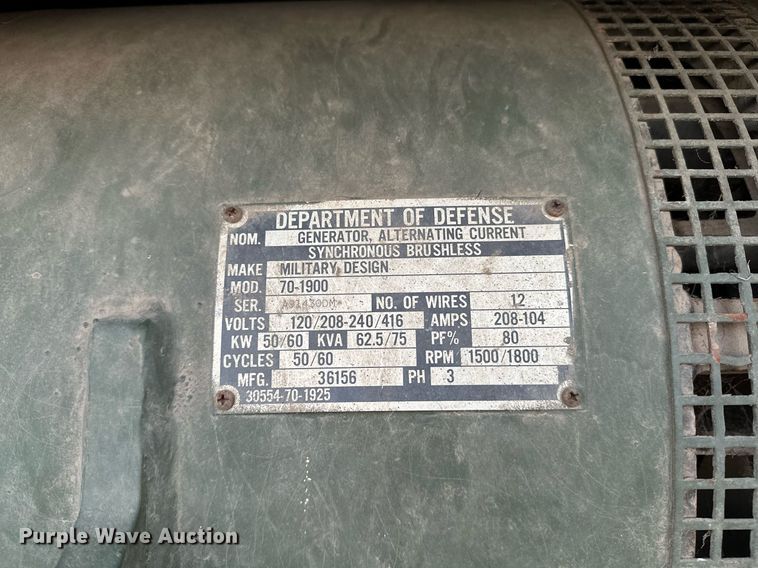 DEPARTMENT OF DEFENSE
NOM. GENERATOR, ALTERNATING CURRENT
SYNCHRONOUS BRUSHLESS
MAKE MILITARY DESIGN
MOD. 70-1900
SER. NO. OF WIRES 12
VOLTS 120/208-240/416 AMPS 208-104
KW 50/60 KVA 62.5/75 PF% 80
CYCLES 50/60 RPM 1500/1800
MFG. 36156 PH 3
30554-70-1925
Purple Wave Auction